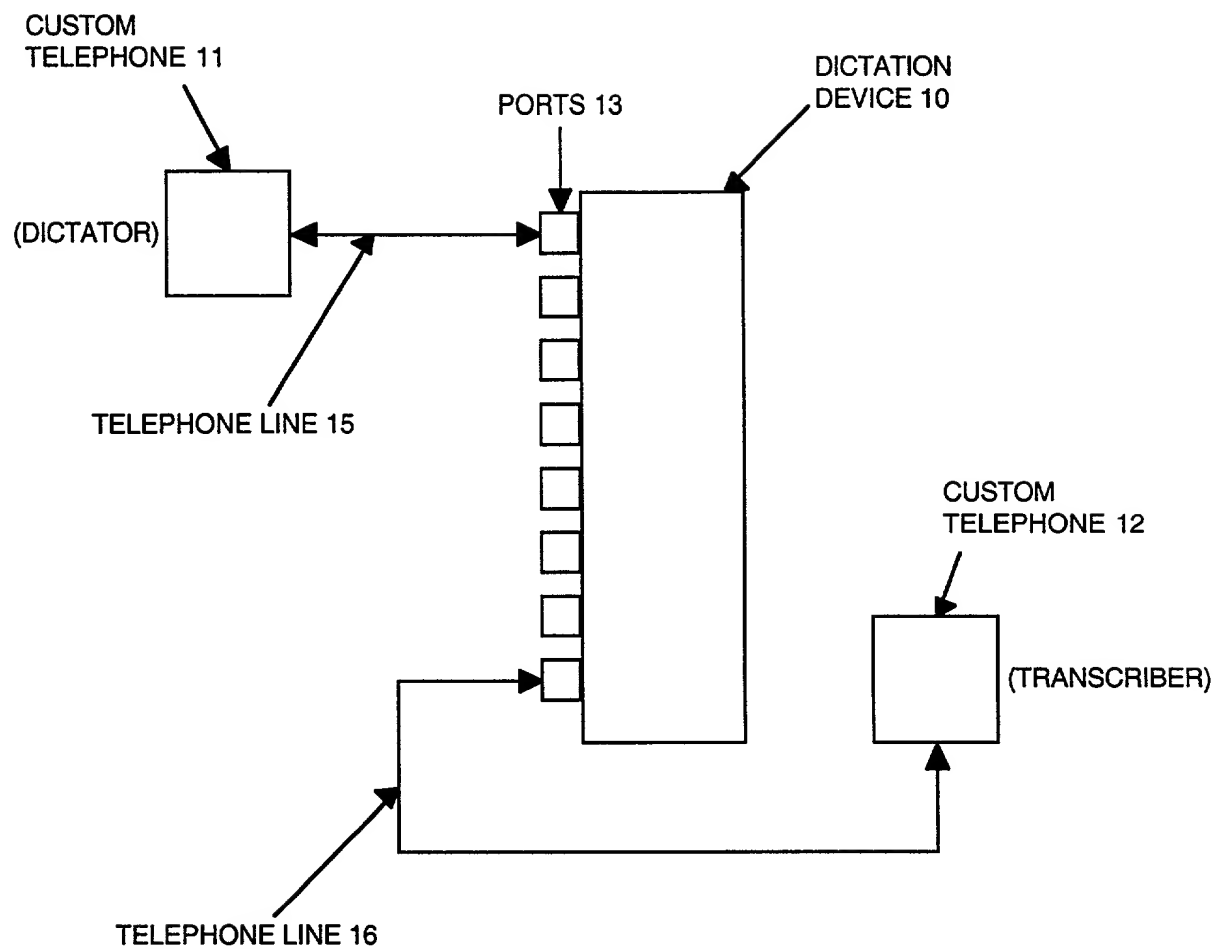 CUSTOM
TELEPHONE 11
DICTATION
DEVICE 10
PORTS 13
(DICTATOR)
TELEPHONE LINE 15
CUSTOM
TELEPHONE 12
(TRANSCRIBER)
TELEPHONE LINE 16